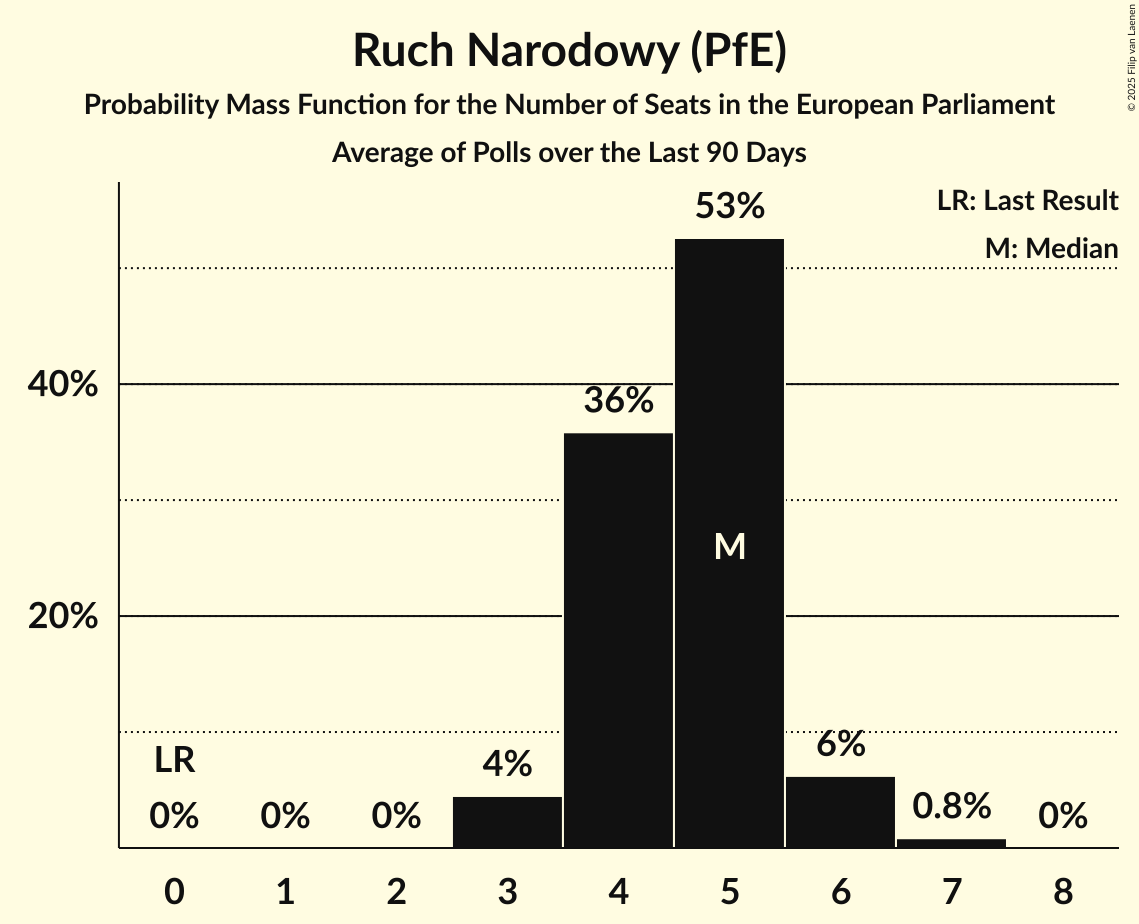 Ruch Narodowy (PfE)
Probability Mass Function for the Number of Seats in the European Parliament
Average of Polls over the Last 90 Days
© 2025 Filip van Laenen
LR: Last Result
M: Median
53%
40%
36%
M
20%
LR
4%
6%
0%
0%
0%
0.8%
0%
0
1
2
3
4
5
6
7
8